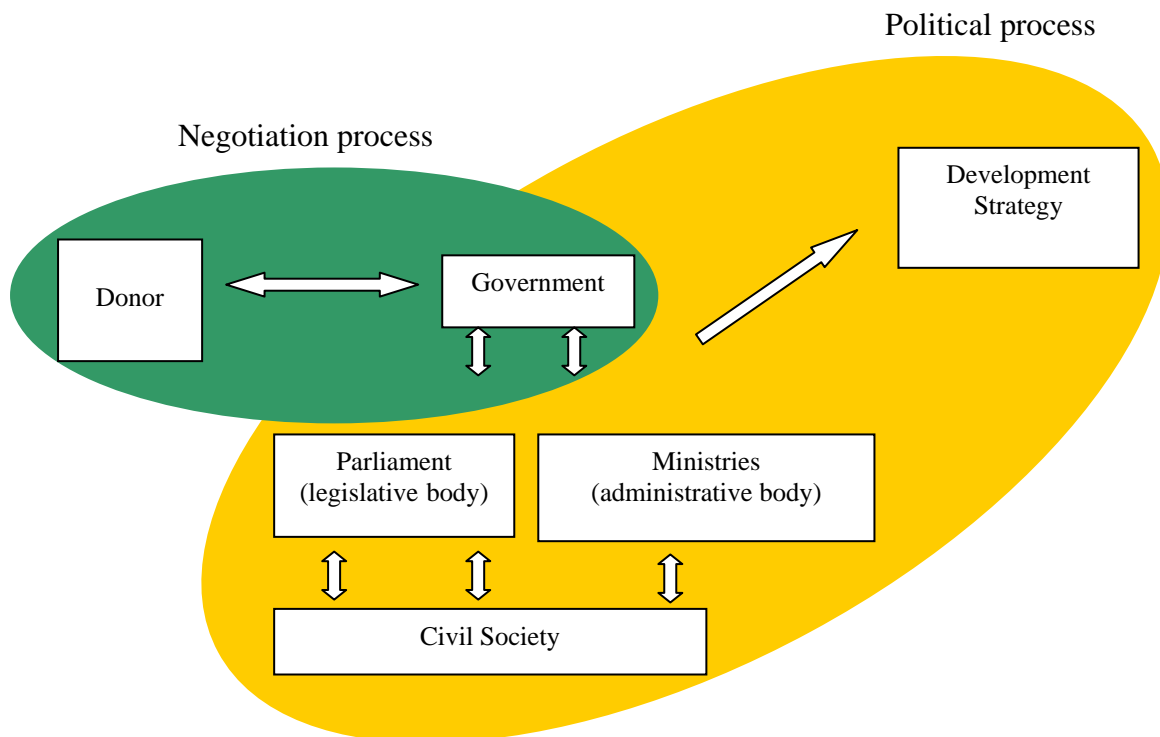 Political process
Negotiation process
Development
Strategy
Donor
Government
Parliament
(legislative body)
Ministries
(administrative body)
Civil Society